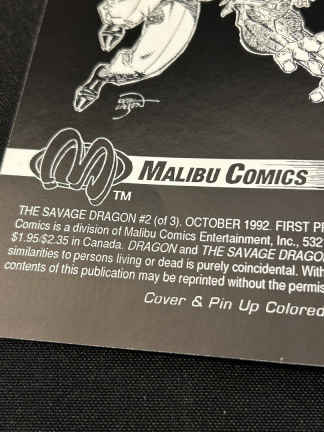 MALIBU COMICS
TM
THE SAVAGE DRAGON #2 (of 3). OCTOBER 1992. FIRST
Comics is a division of Malibu Comics Entertainment, Inc., 532
$1.95/$2.35 in Canada. DRAGON and THE SAVAGE DRAGO
similarities to persons living or dead is purely coincidental. With
contents of this publication may be reprinted without the permis
Cover & Pin Up Colored